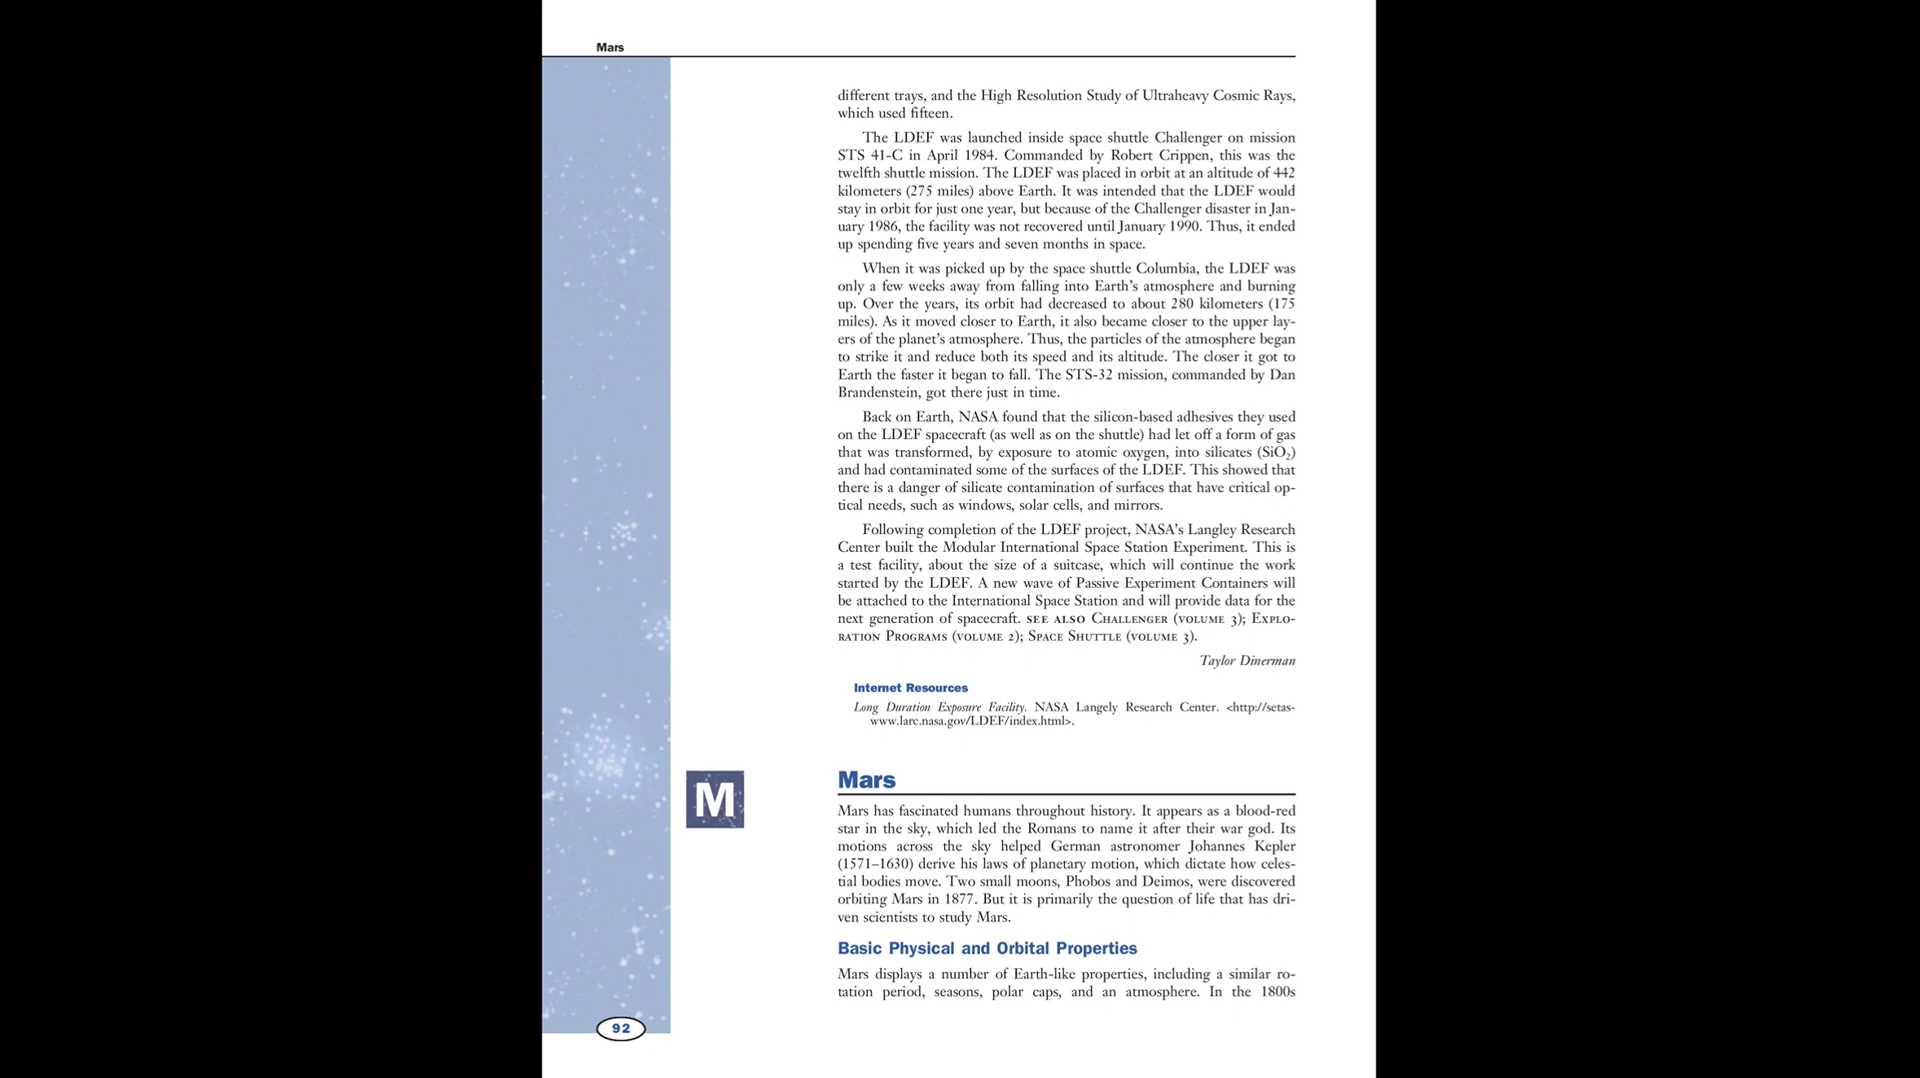 Mars
different trays, and the High Resolution Study of Ultraheavy Cosmic Rays,
which used fifteen.
The LDEF was launched inside space shuttle Challenger on mission
STS 41-C in April 1984. Commanded by Robert Crippen, this was the
twelfth shuttle mission. The LDEF was placed in orbit at an altitude of 442
kilometers (275 miles) above Earth. It was intended that the LDEF would
stay in orbit for just one year, but because of the Challenger disaster in Jan-
uary 1986, the facility was not recovered until January 1990. Thus, it ended
up spending five years and seven months in space.
When it was picked up by the space shuttle Columbia, the LDEF was
only a few weeks away from falling into Earth's atmosphere and burning
up. Over the years, its orbit had decreased to about 280 kilometers (175
miles). As it moved closer to Earth, it also became closer to the upper lay-
ers of the planet's atmosphere. Thus, the particles of the atmosphere began
to strike it and reduce both its speed and its altitude. The closer it got to
Earth the faster it began to fall. The STS-32 mission, commanded by Dan
Brandenstein, got there just in time.
Back on Earth, NASA found that the silicon-based adhesives they used
on the LDEF spacecraft (as well as on the shuttle) had let off a form of gas
that was transformed, by exposure to atomic oxygen, into silicates (SiO₂)
and had contaminated some of the surfaces of the LDEF. This showed that
there is a danger of silicate contamination of surfaces that have critical op-
tical needs, such as windows, solar cells, and mirrors.
Following completion of the LDEF project, NASA's Langley Research
Center built the Modular International Space Station Experiment. This is
a test facility, about the size of a suitcase, which will continue the work
started by the LDEF. A new wave of Passive Experiment Containers will
be attached to the International Space Station and will provide data for the
next generation of spacecraft. SEE ALSO CHALLENGER (VOLUME 3); EXPLO-
RATION PROGRAMS (VOLUME 2); SPACE SHUTTLE (VOLUME 3).
Taylor Dinerman
Internet Resources
Long Duration Exposure Facility. NASA Langely Research Center. <http://setas-
www.larc.nasa.gov/LDEF/index.html>.
M
Mars
Mars has fascinated humans throughout history. It appears as a blood-red
star in the sky, which led the Romans to name it after their war god. Its
motions across the sky helped German astronomer Johannes Kepler
(1571–1630) derive his laws of planetary motion, which dictate how celes-
tial bodies move. Two small moons, Phobos and Deimos, were discovered
orbiting Mars in 1877. But it is primarily the question of life that has dri-
ven scientists to study Mars.
Basic Physical and Orbital Properties
Mars displays a number of Earth-like properties, including a similar ro-
tation period, seasons, polar caps, and an atmosphere. In the 1800s
92